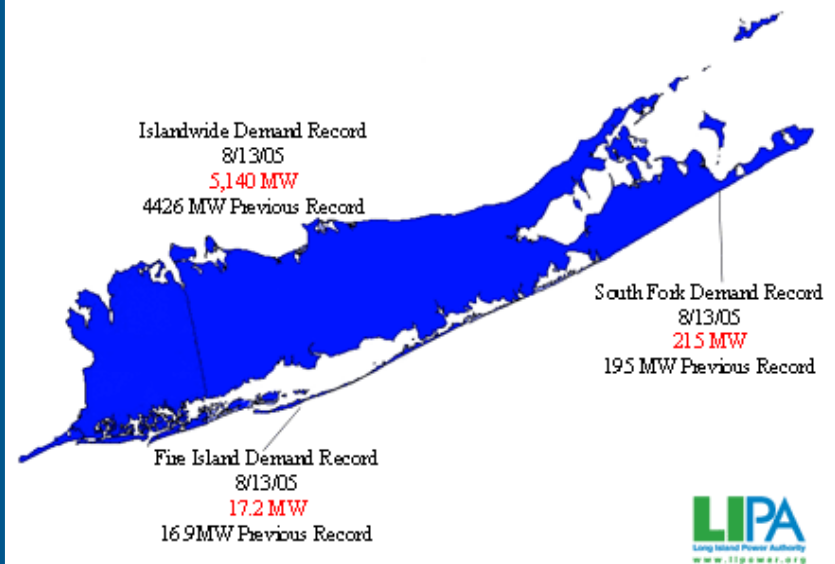 Islandwide Demand Record
8/13/05
5,140 MW
4426 MW Previous Record
South Fork Demand Record
8/13/05
215 MW
195 MW Previous Record
Fire Island Demand Record
8/13/05
17.2 MW
16.9MW Previous Record
LIPA
Long Island Power Authority
www.lipower.org